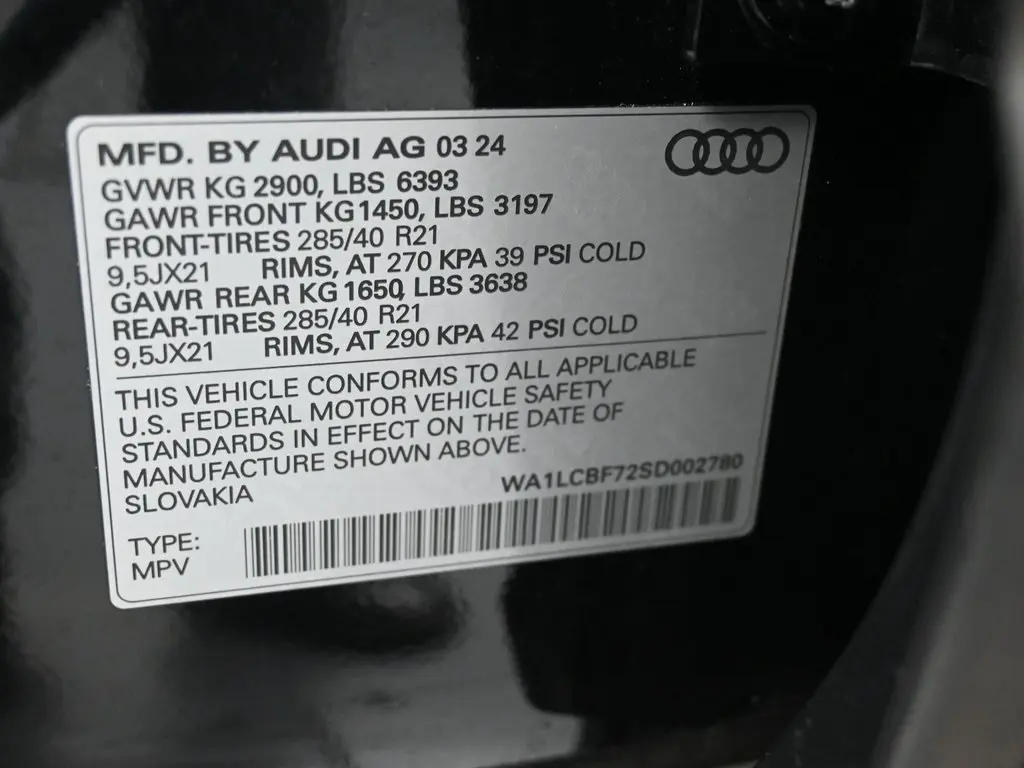 MFD. BY AUDI AG 03 24
GVWR KG 2900, LBS 6393
GAWR FRONT KG1450, LBS 3197
FRONT-TIRES 285/40 R21
9,5JX21 RIMS, AT 270 KPA 39 PSI COLD
GAWR REAR KG 1650, LBS 3638
REAR-TIRES 285/40 R21
9,5JX21 RIMS, AT 290 KPA 42 PSI COLD
THIS VEHICLE CONFORMS TO ALL APPLICABLE
U.S. FEDERAL MOTOR VEHICLE SAFETY
STANDARDS IN EFFECT ON THE DATE OF
MANUFACTURE SHOWN ABOVE.
SLOVAKIA
WA1LCBF72SD002780
TYPE:
MPV